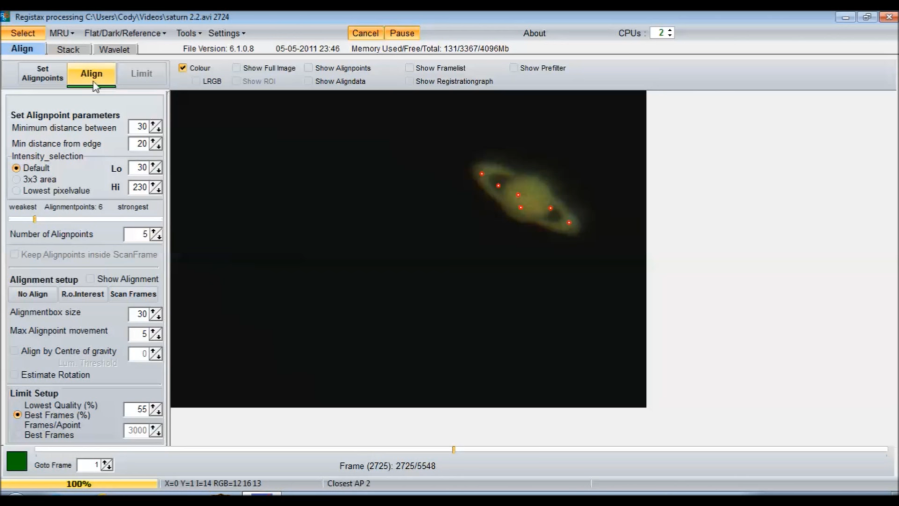 Registax processing C:\Users\Cody\Videos\saturn 2.2.avi 2724
Select MRU Flat/Dark/Reference Tools Settings Cancel Pause About CPUs: 2
Align Stack Wavelet File Version: 6.1.0.8 05-05-2011 23:46 Memory Used/Free/Total: 131/3367/4096Mb
Set Alignpoints Align Limit
Colour Show Full Image Show Alignpoints Show Framelist Show Prefilter
LRGB Show ROI Show Aligndata Show Registrationgraph
Set Alignpoint parameters
Minimum distance between 30
Min distance from edge 20
Intensity_selection
Default Lo 30
3x3 area
Lowest pixelvalue Hi 230
weakest Alignmentpoints: 6 strongest
Number of Alignpoints 5
Keep Alignpoints inside ScanFrame
Alignment setup Show Alignment
No Align R.o.Interest Scan Frames
Alignmentbox size 30
Max Alignpoint movement 5
Align by Centre of gravity 0
Lum Threshold
Estimate Rotation
Limit Setup
Lowest Quality (%) 55
Best Frames (%)
Frames/Apoint 3000
Best Frames
Goto Frame 1 Frame (2725): 2725/5548
100% X=0 Y=1 I=14 RGB=12 16 13 Closest AP 2